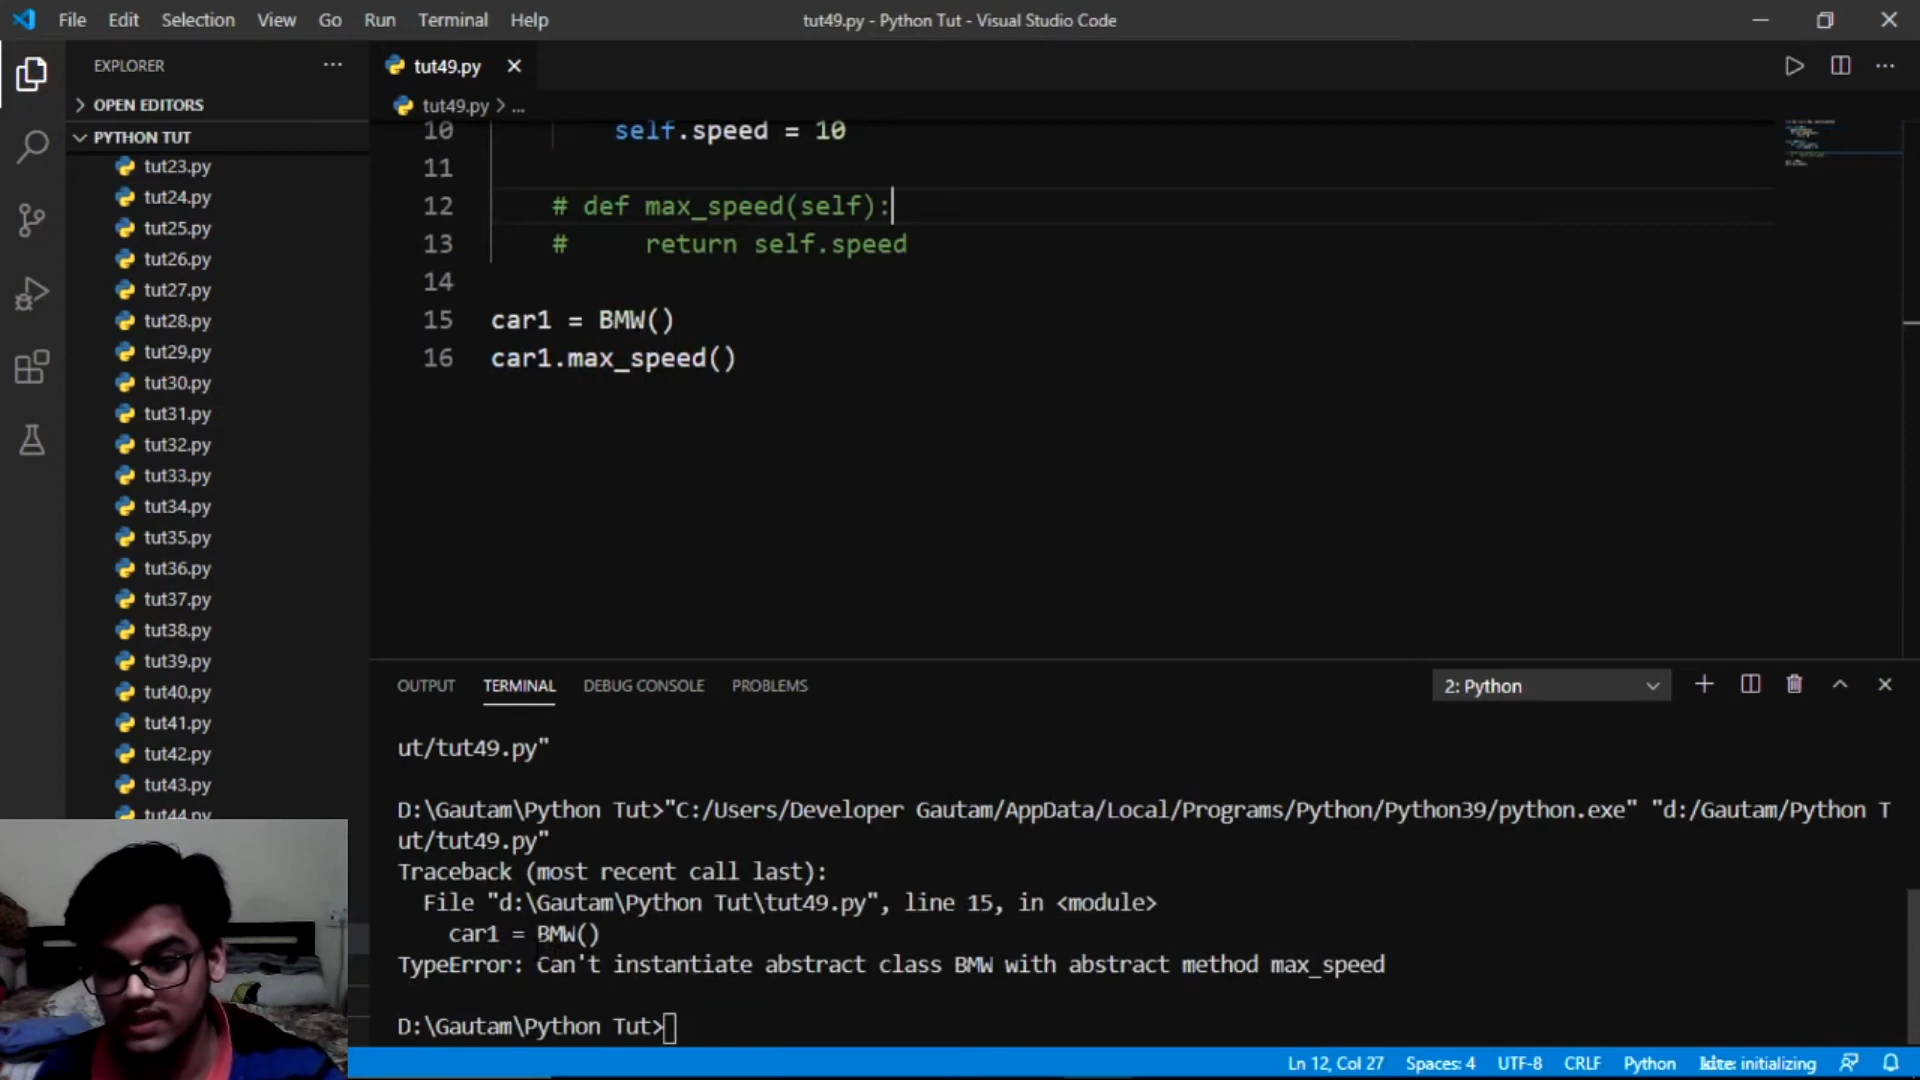 File Edit Selection View Go Run Terminal Help
tut49.py - Python Tut - Visual Studio Code
EXPLORER
OPEN EDITORS
PYTHON TUT
tut23.py
tut24.py
tut25.py
tut26.py
tut27.py
tut28.py
tut29.py
tut30.py
tut31.py
tut32.py
tut33.py
tut34.py
tut35.py
tut36.py
tut37.py
tut38.py
tut39.py
tut40.py
tut41.py
tut42.py
tut43.py
tut44.py
tut49.py
tut49.py > ...
10 self.speed = 10
11
12 # def max_speed(self):
13 #     return self.speed
14
15 car1 = BMW()
16 car1.max_speed()
OUTPUT TERMINAL DEBUG CONSOLE PROBLEMS
2: Python
ut/tut49.py"
D:\Gautam\Python Tut>"C:/Users/Developer Gautam/AppData/Local/Programs/Python/Python39/python.exe" "d:/Gautam/Python T
ut/tut49.py"
Traceback (most recent call last):
File "d:\Gautam\Python Tut\tut49.py", line 15, in <module>
car1 = BMW()
TypeError: Can't instantiate abstract class BMW with abstract method max_speed
D:\Gautam\Python Tut>
Ln 12, Col 27 Spaces: 4 UTF-8 CRLF Python initializing